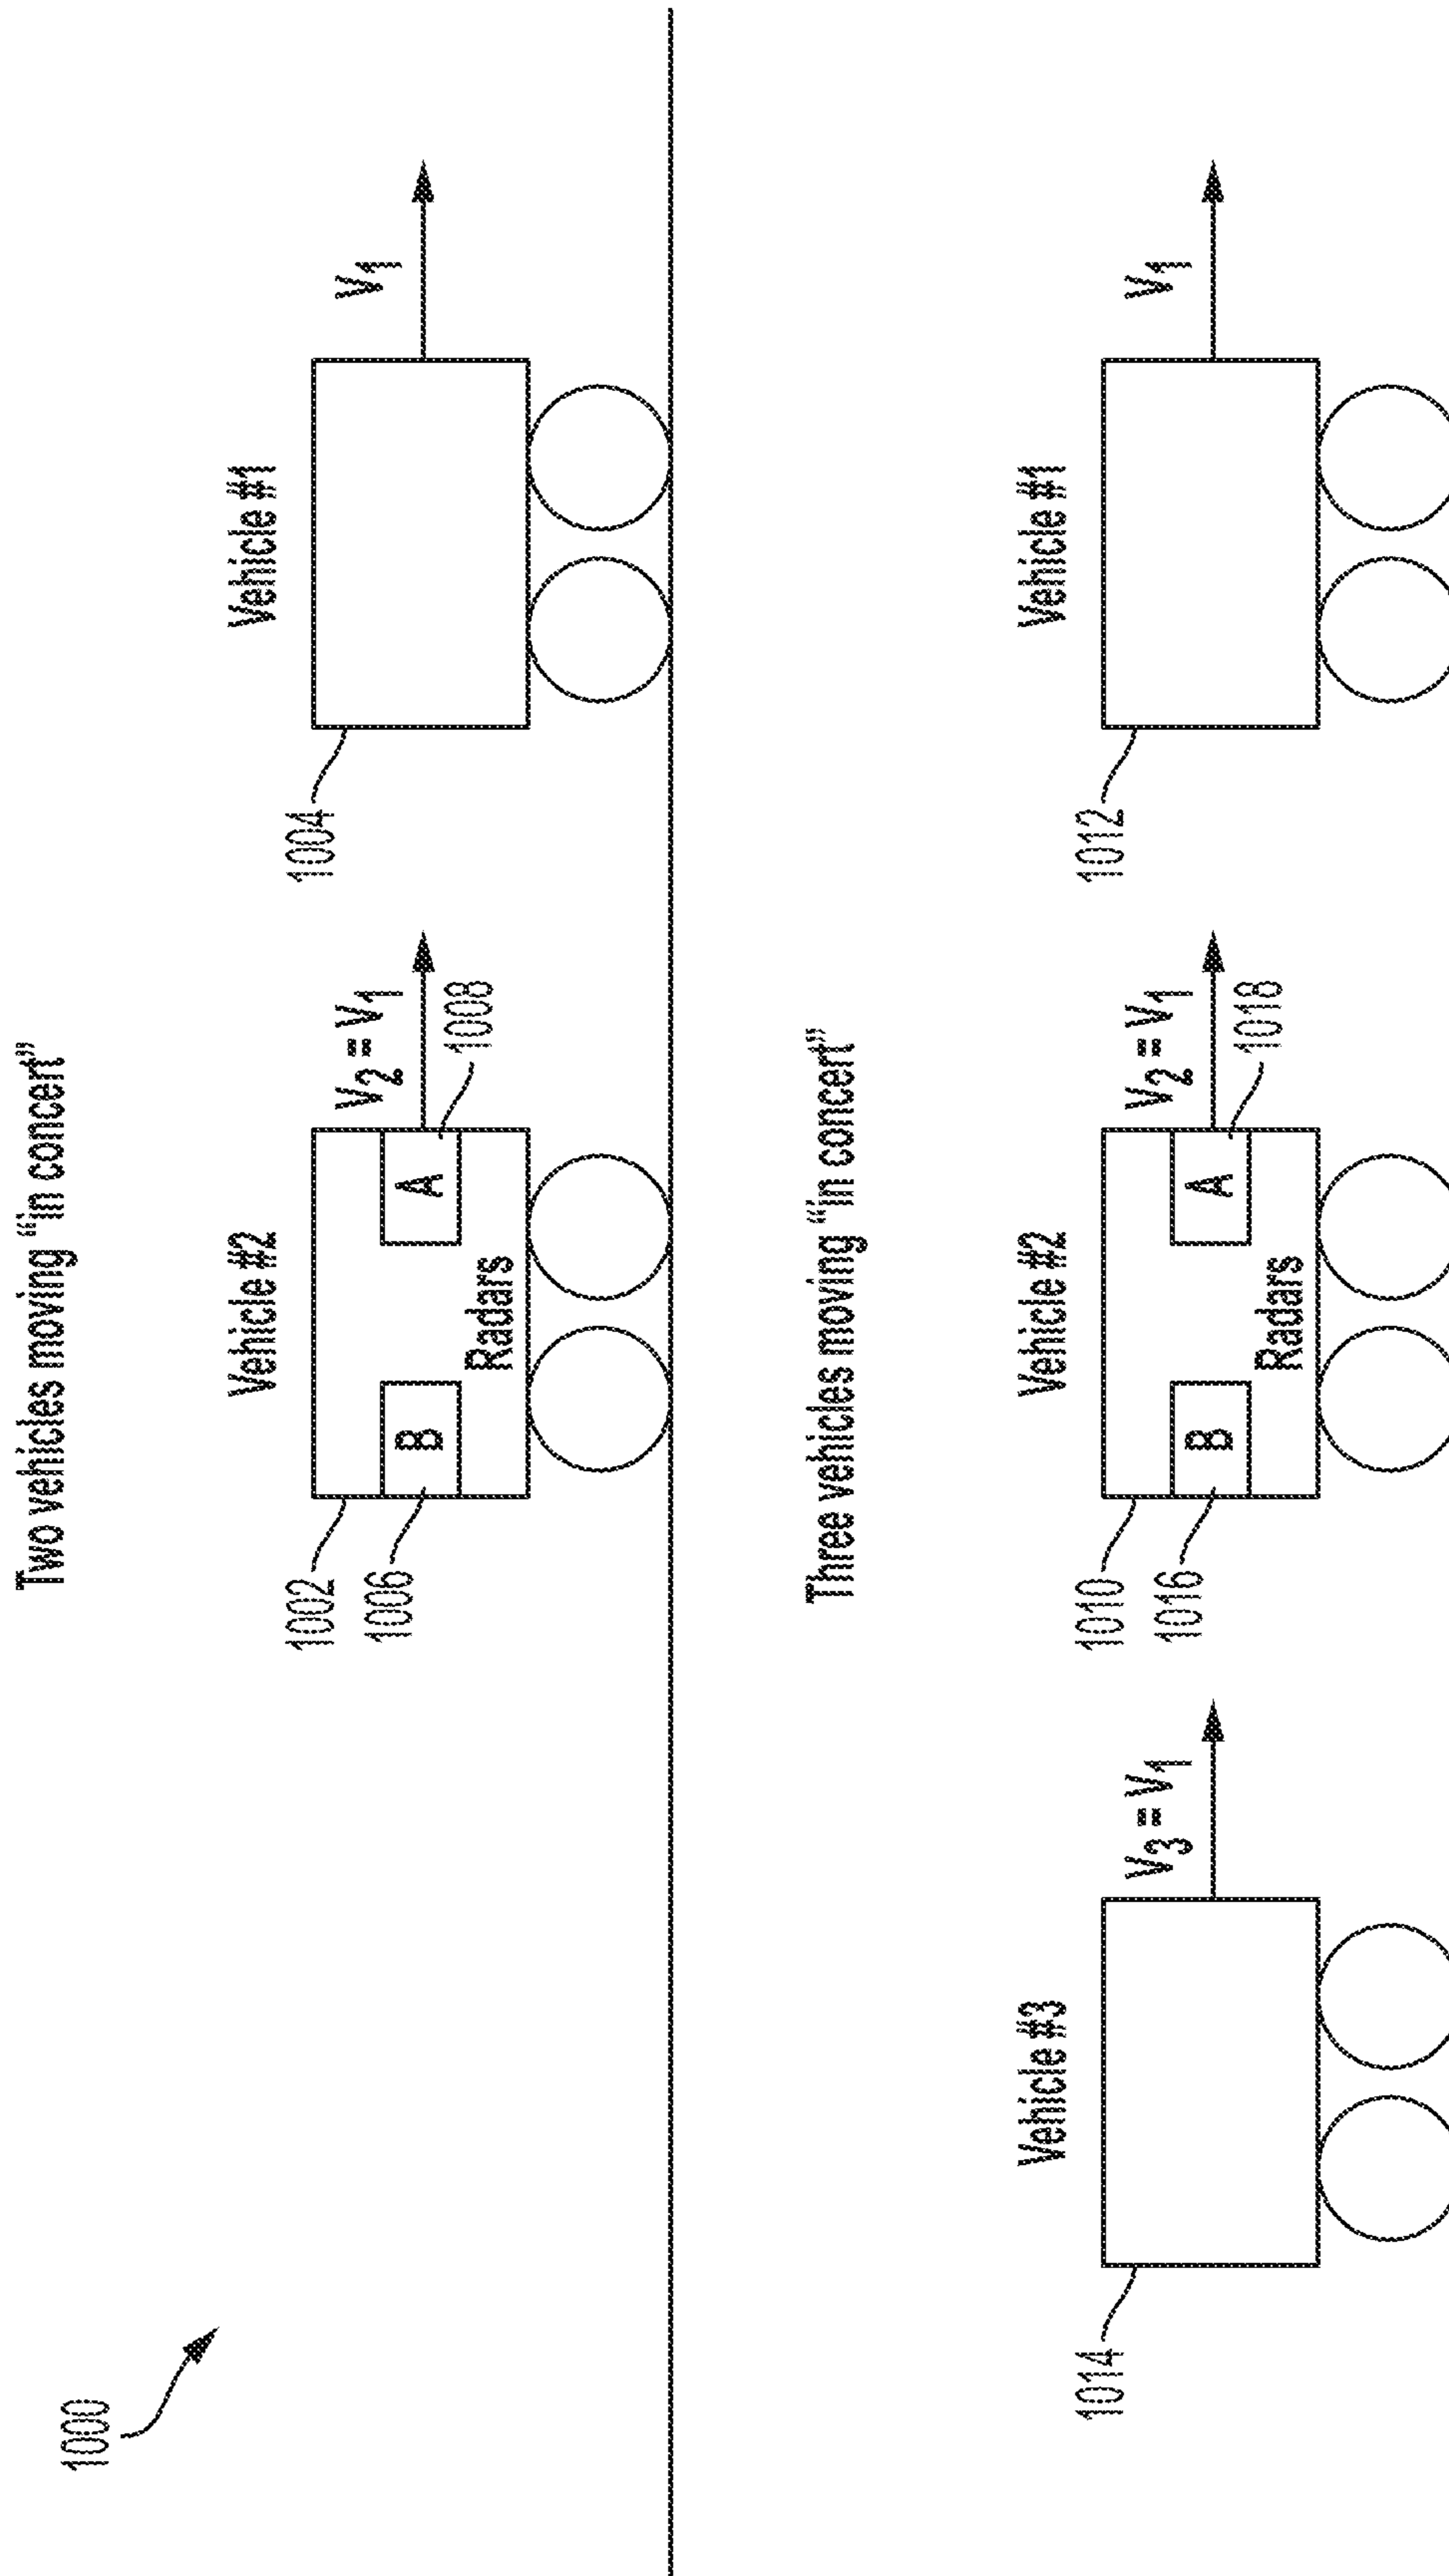 1000
Two vehicles moving “in concert”
Vehicle #2
Vehicle #1
V2 = V1
V1
1002
1006
B
A
1008
Radars
1004
Three vehicles moving “in concert”
Vehicle #3
Vehicle #2
Vehicle #1
V3 = V1
V2 = V1
V1
1014
1010
1016
B
A
1018
Radars
1012